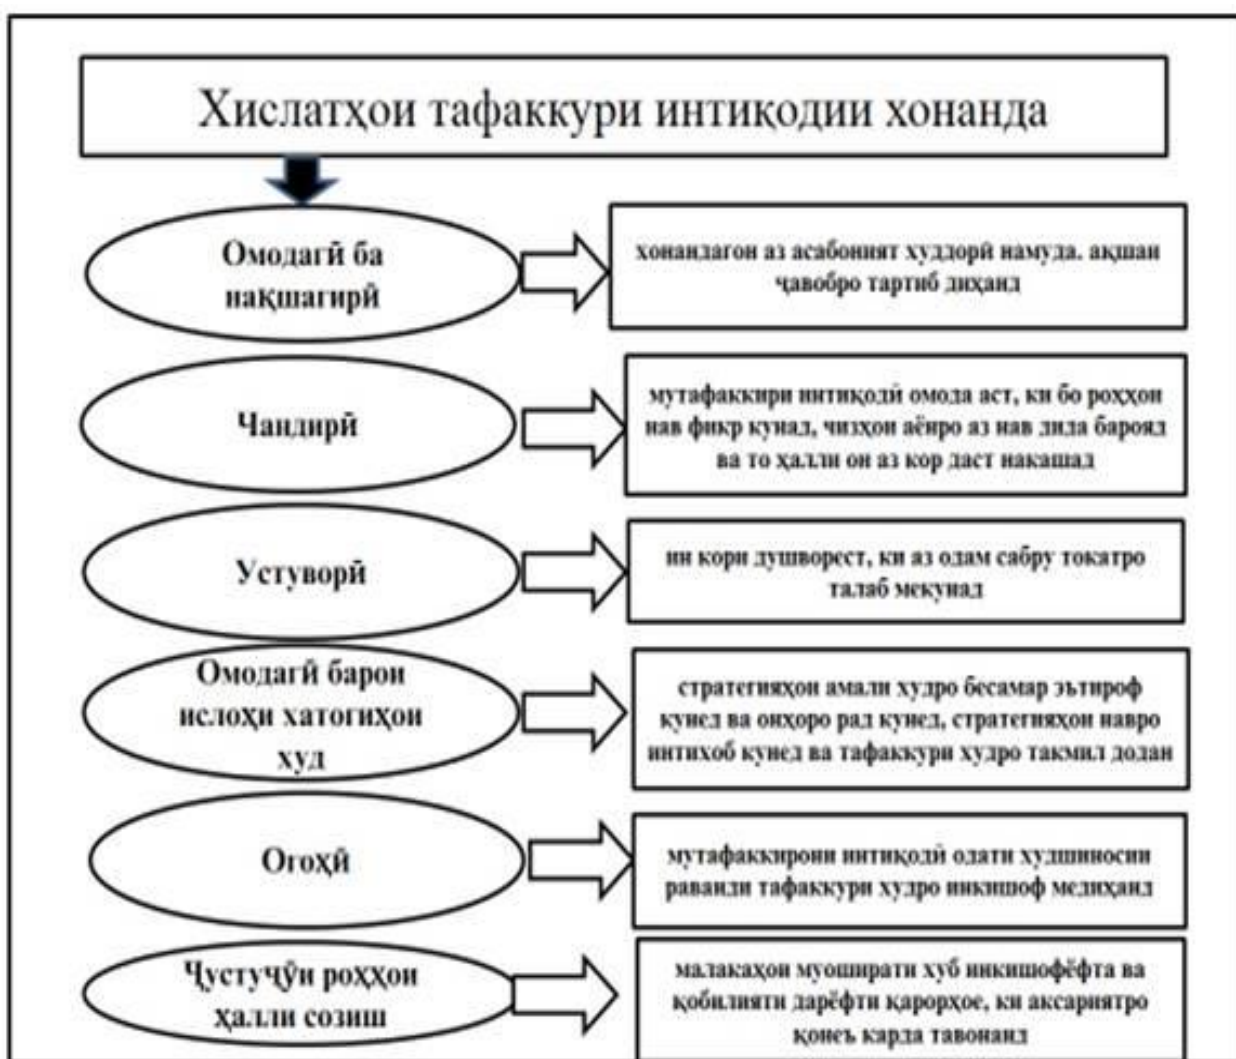 Хислатҳои тафаккури интиқодии хонанда
Омодагӣ ба
нақшагирӣ
хонандагон аз асабоният худдорӣ намуда. ақшаи
ҷавобро тартиб диҳанд
Чандирӣ
мутафаккири интиқодӣ омода аст, ки бо роҳҳои
нав фикр кунад, чизҳои аёнро аз нав дида барояд
ва то ҳалли он аз кор даст накашад
Устуворӣ
ин кори душворест, ки аз одам сабру токатро
талаб мекунад
Омодагӣ барои
ислоҳи хатогиҳои
худ
стратегияҳои амали худро бесамар эътироф
кунед ва онҳоро рад кунед, стратегияҳои навро
интихоб кунед ва тафаккури худро такмил додан
Огоҳӣ
мутафаккирони интиқодӣ одати худшиносии
раванди тафаккури худро инкишоф медиҳанд
Ҷустуҷӯи роҳҳои
ҳалли созиш
малакаҳои муоширати хуб инкишофёфта ва
қобилияти дарёфти қарорҳое, ки аксариятро
қонеъ карда тавонанд